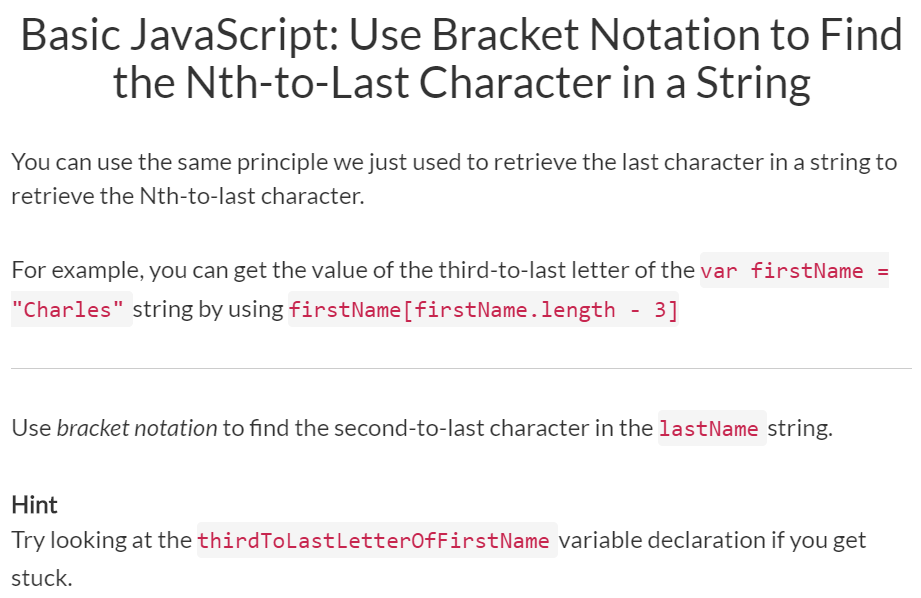 Basic JavaScript: Use Bracket Notation to Find
the Nth-to-Last Character in a String
You can use the same principle we just used to retrieve the last character in a string to
retrieve the Nth-to-last character.
For example, you can get the value of the third-to-last letter of the var firstName =
"Charles" string by using firstName[firstName.length - 3]
Use bracket notation to find the second-to-last character in the lastName string.
Hint
Try looking at the thirdToLastLetterOfFirstName variable declaration if you get
stuck.